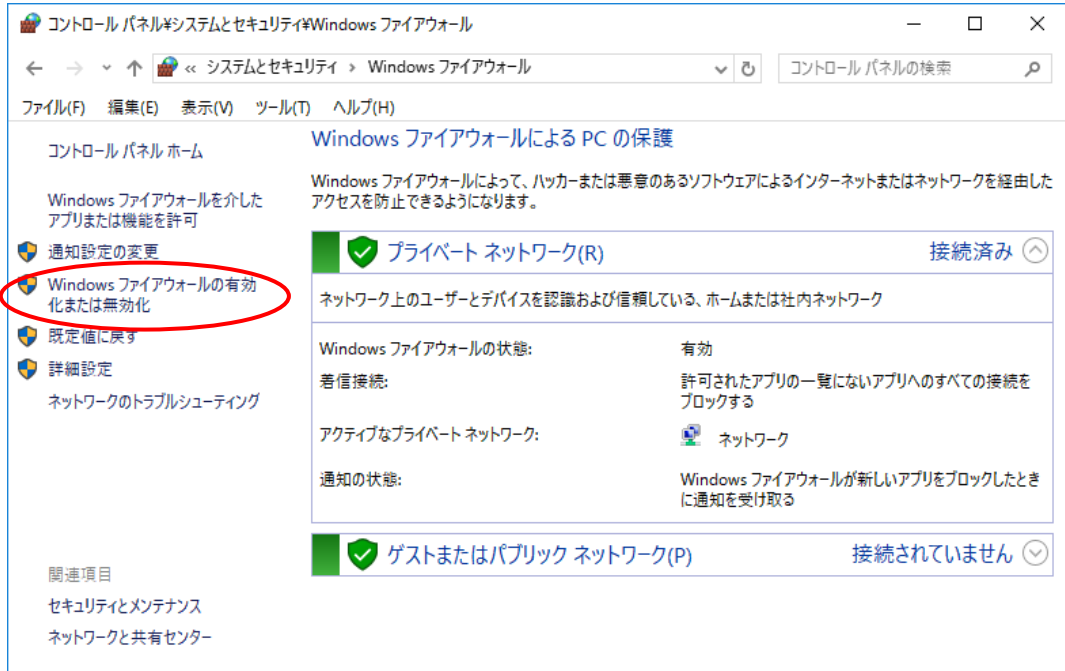 コントロール パネル¥システムとセキュリティ¥Windows ファイアウォール
« システムとセキュリティ › Windows ファイアウォール
コントロール パネルの検索
ファイル(F) 編集(E) 表示(V) ツール(T) ヘルプ(H)
コントロール パネル ホーム
Windows ファイアウォールを介した
アプリまたは機能を許可
通知設定の変更
Windows ファイアウォールの有効
化または無効化
既定値に戻す
詳細設定
ネットワークのトラブルシューティング
関連項目
セキュリティとメンテナンス
ネットワークと共有センター
Windows ファイアウォールによる PC の保護
Windows ファイアウォールによって、ハッカーまたは悪意のあるソフトウェアによるインターネットまたはネットワークを経由した
アクセスを防止できるようになります。
プライベート ネットワーク(R) 接続済み
ネットワーク上のユーザーとデバイスを認識および信頼している、ホームまたは社内ネットワーク
Windows ファイアウォールの状態: 有効
着信接続: 許可されたアプリの一覧にないアプリへのすべての接続を
ブロックする
アクティブなプライベート ネットワーク: ネットワーク
通知の状態: Windows ファイアウォールが新しいアプリをブロックしたとき
に通知を受け取る
ゲストまたはパブリック ネットワーク(P) 接続されていません